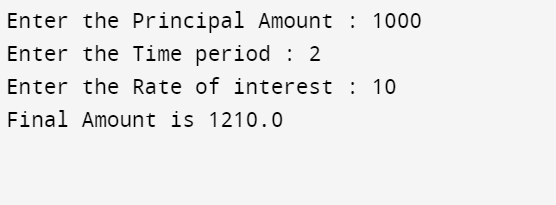 Enter the Principal Amount : 1000
Enter the Time period : 2
Enter the Rate of interest : 10
Final Amount is 1210.0